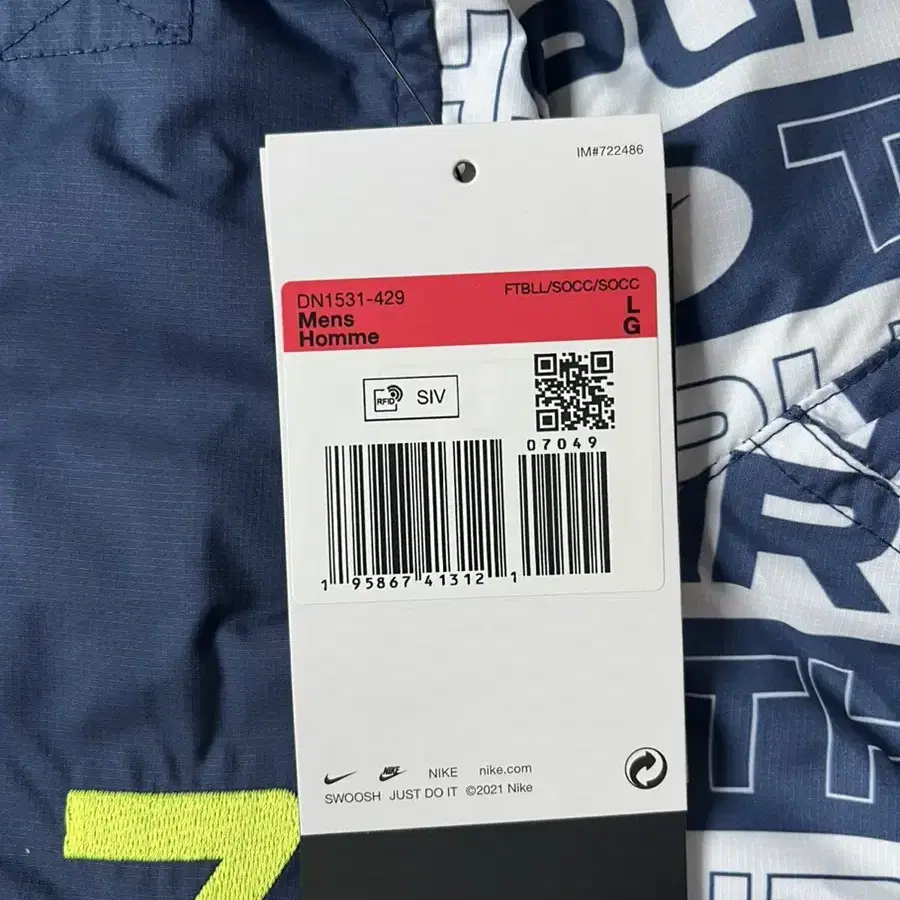 IM#722486
DN1531-429
FTBLL/SOCC/SOCC
Mens
L
Homme
G
RFID
SIV
07049
1 95867 41312 1
NIKE
NIKE
nike.com
SWOOSH JUST DO IT ©2021 Nike